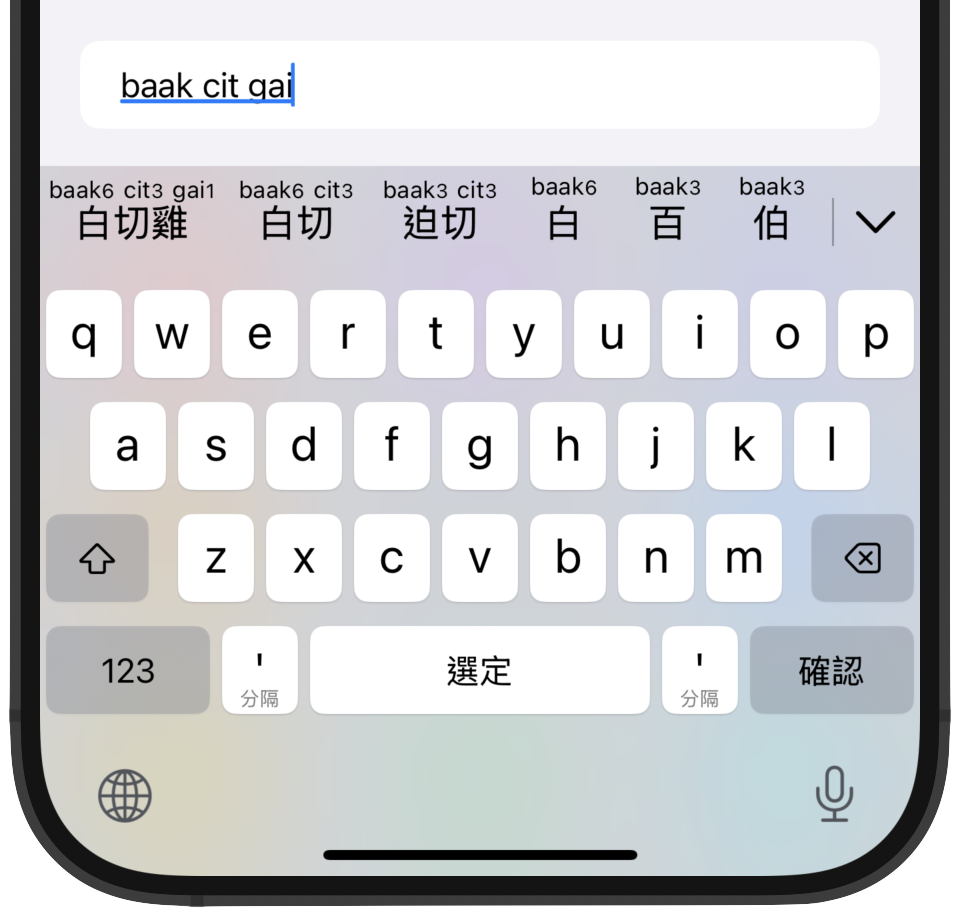 baak cit gai
baak6 cit3 gai1 baak6 cit3 baak3 cit3 baak6 baak3 baak3
白切雞 白切 迫切 白 百 伯
q w e r t y u i o p
a s d f g h j k l
z x c v b n m
123 ' 選定 ' 確認
分隔 分隔